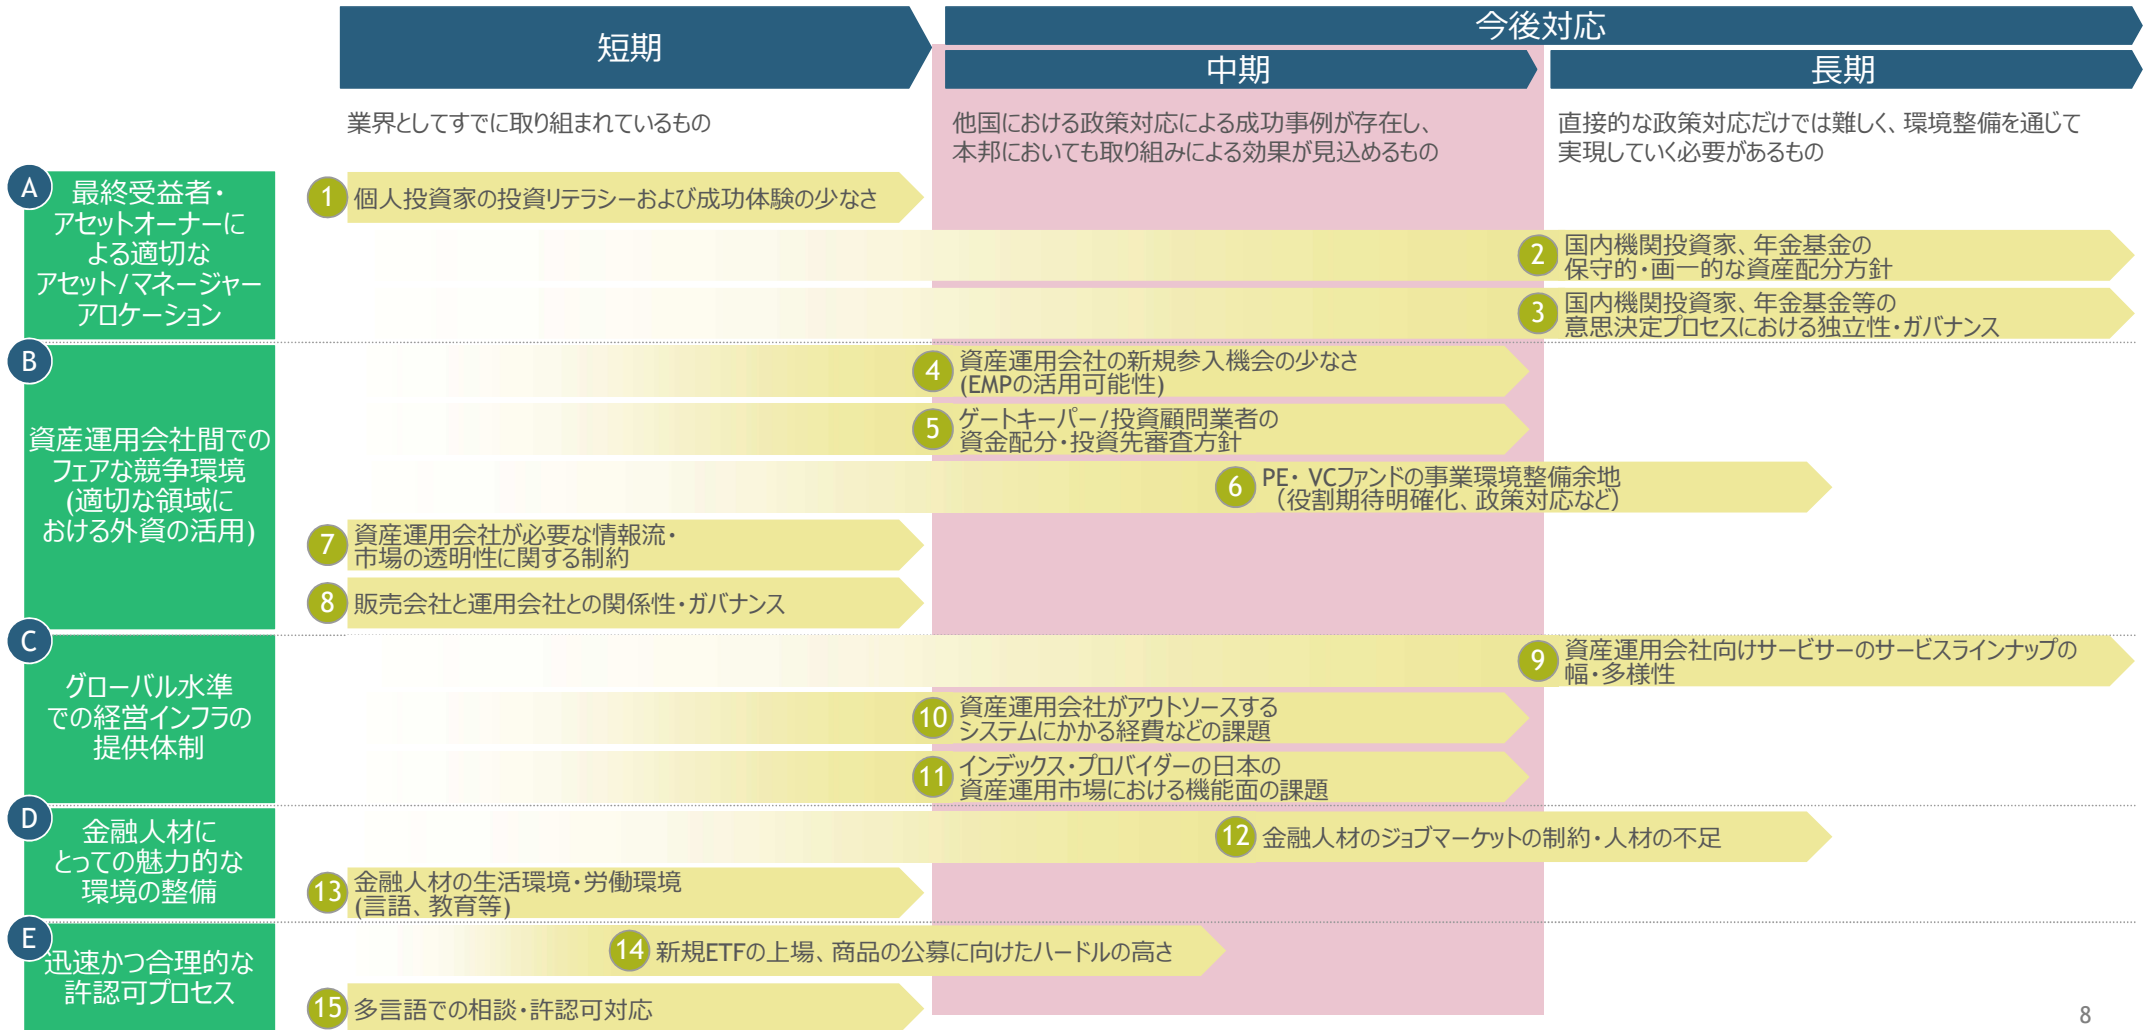 短期
今後対応
中期
長期
業界としてすでに取り組まれているもの
他国における政策対応による成功事例が存在し、
本邦においても取り組みによる効果が見込めるもの
直接的な政策対応だけでは難しく、環境整備を通じて
実現していく必要があるもの
A
最終受益者・
アセットオーナーに
よる適切な
アセット/マネージャー
アロケーション
1
個人投資家の投資リテラシーおよび成功体験の少なさ
2
国内機関投資家、年金基金の
保守的・画一的な資産配分方針
3
国内機関投資家、年金基金等の
意思決定プロセスにおける独立性・ガバナンス
B
資産運用会社間での
フェアな競争環境
(適切な領域に
おける外資の活用)
4
資産運用会社の新規参入機会の少なさ
(EMPの活用可能性)
5
ゲートキーパー/投資顧問業者の
資金配分・投資先審査方針
6
PE・ VCファンドの事業環境整備余地
（役割期待明確化、政策対応など）
7
資産運用会社が必要な情報流・
市場の透明性に関する制約
8
販売会社と運用会社との関係性・ガバナンス
C
グローバル水準
での経営インフラの
提供体制
9
資産運用会社向けサービサーのサービスラインナップの
幅・多様性
10
資産運用会社がアウトソースする
システムにかかる経費などの課題
11
インデックス・プロバイダーの日本の
資産運用市場における機能面の課題
D
金融人材に
とっての魅力的な
環境の整備
12
金融人材のジョブマーケットの制約・人材の不足
13
金融人材の生活環境・労働環境
(言語、教育等)
E
迅速かつ合理的な
許認可プロセス
14
新規ETFの上場、商品の公募に向けたハードルの高さ
15
多言語での相談・許認可対応
8